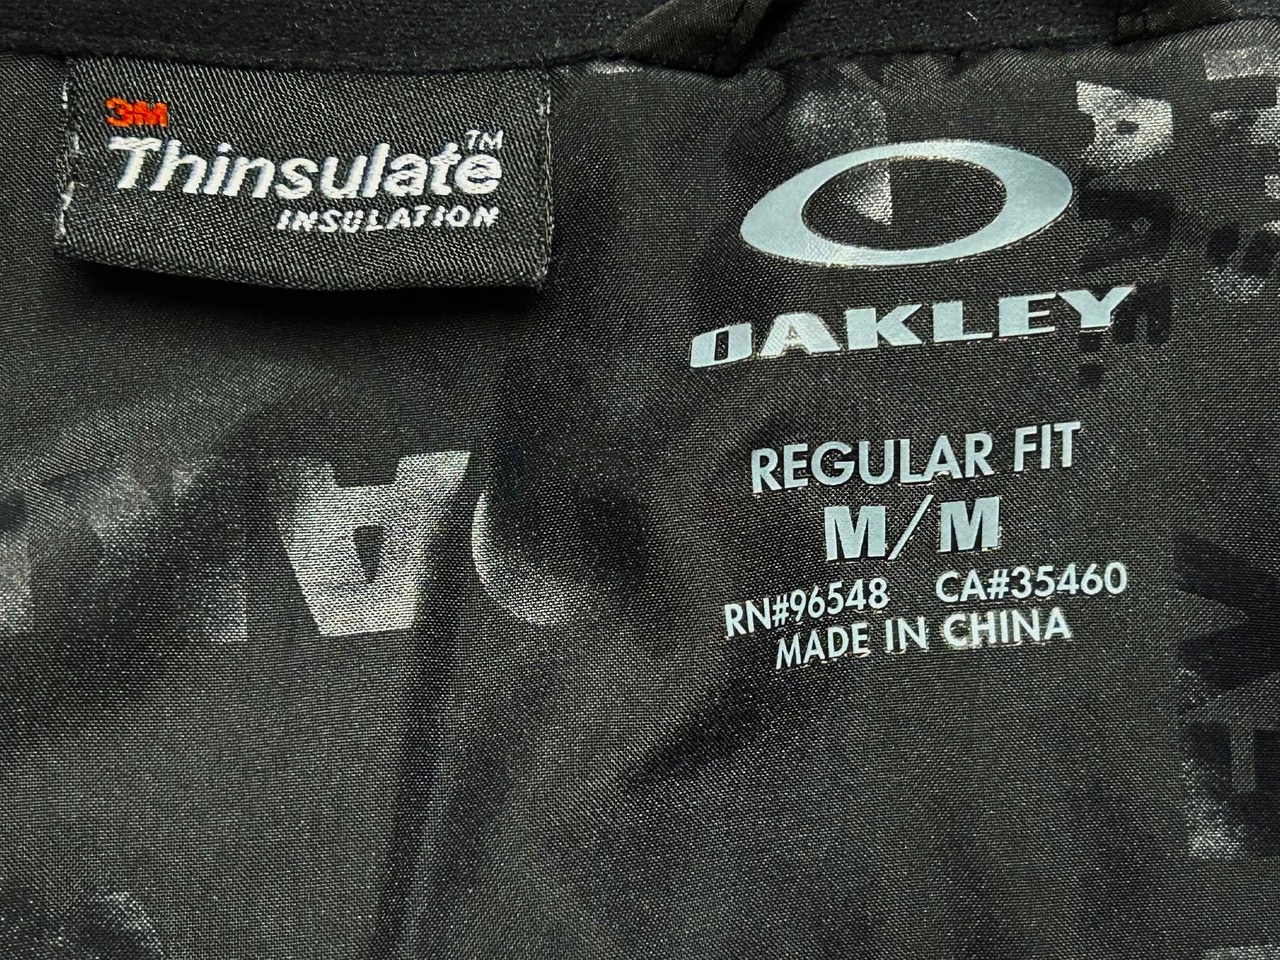 3M
Thinsulate™
INSULATION
OAKLEY
REGULAR FIT
M/M
RN#96548 CA#35460
MADE IN CHINA